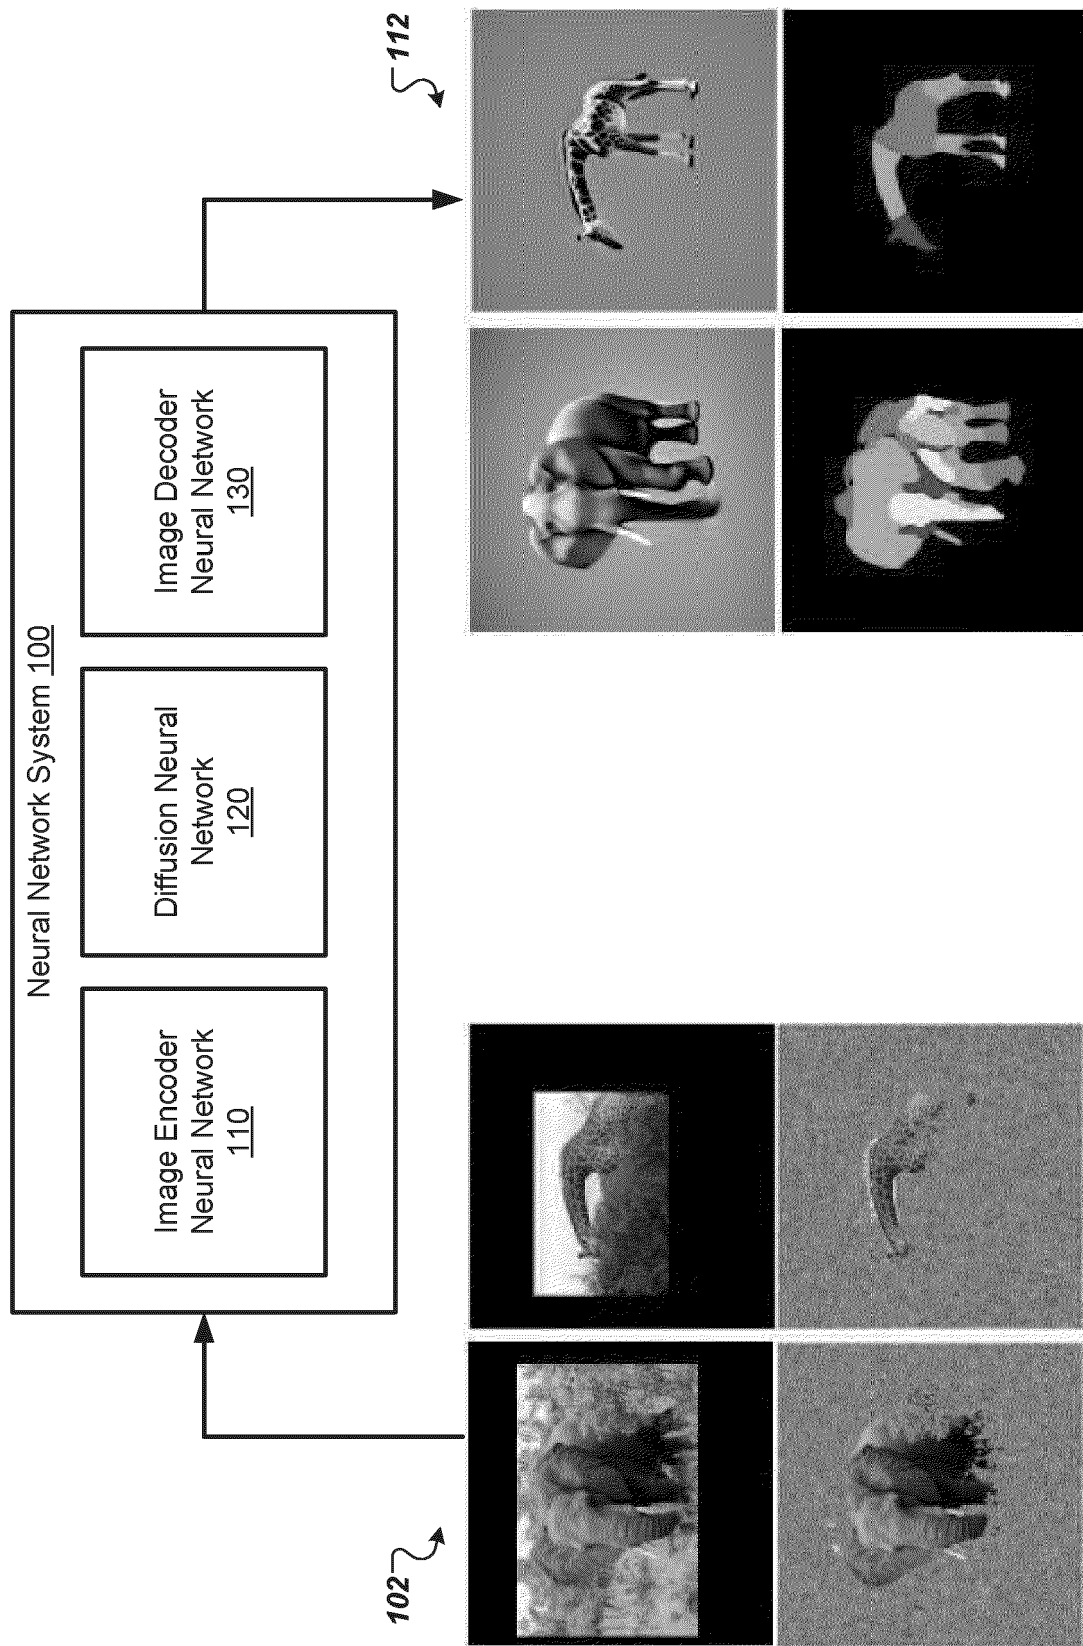 Neural Network System 100
Image Encoder
Neural Network
110
Diffusion Neural
Network
120
Image Decoder
Neural Network
130
102
112